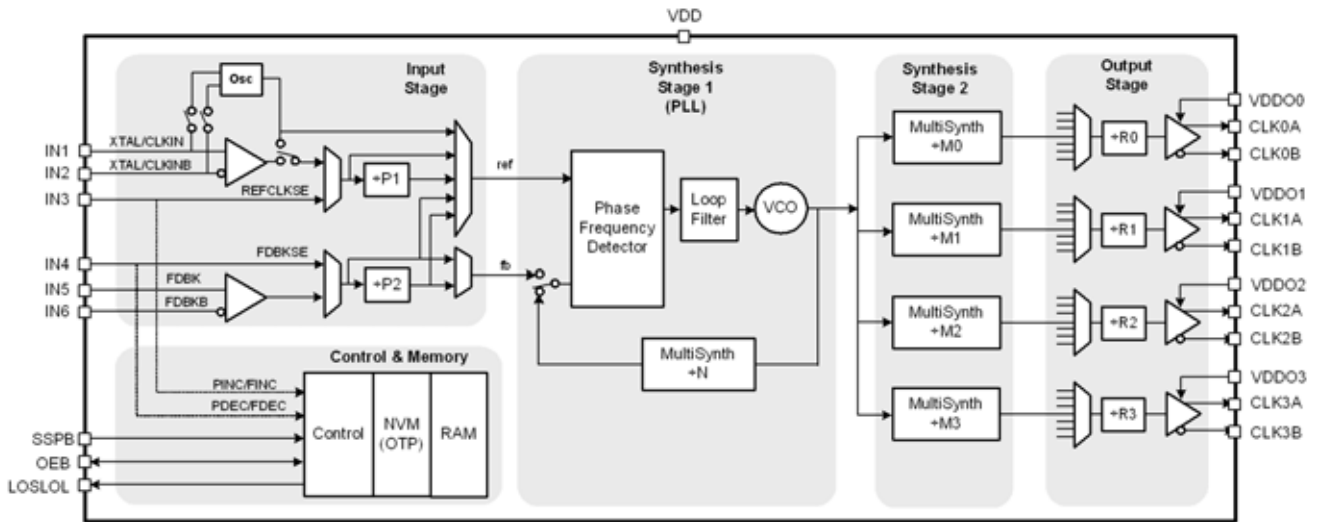 VDD
Input
Stage
Osc
XTAL/CLKIN
IN1
XTAL/CLKINB
IN2
REFCLKSE
IN3
÷P1
ref
FDBKSE
IN4
FDBK
IN5
FDBKB
IN6
÷P2
fb
Synthesis
Stage 1
(PLL)
Phase
Frequency
Detector
Loop
Filter
VCO
MultiSynth
÷N
Synthesis
Stage 2
MultiSynth
÷M0
MultiSynth
÷M1
MultiSynth
÷M2
MultiSynth
÷M3
Output
Stage
÷R0
÷R1
÷R2
÷R3
VDDO0
CLK0A
CLK0B
VDDO1
CLK1A
CLK1B
VDDO2
CLK2A
CLK2B
VDDO3
CLK3A
CLK3B
Control & Memory
PINC/FINC
PDEC/FDEC
Control
NVM
(OTP)
RAM
SSPB
OEB
LOSLOL